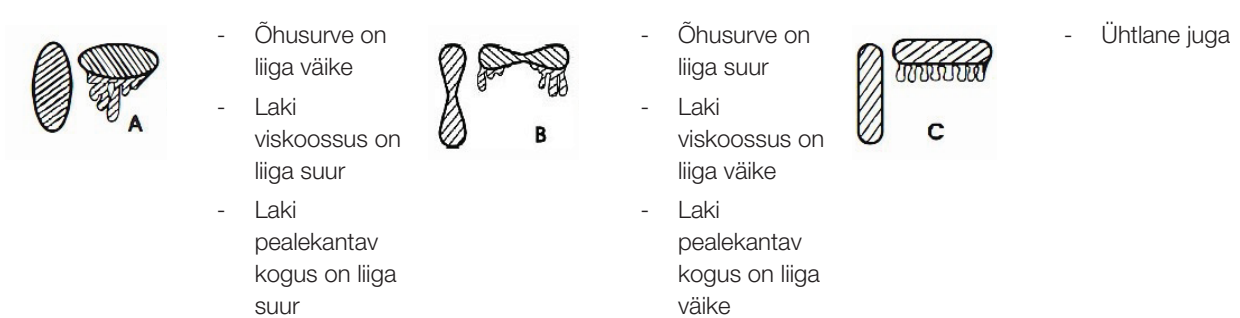 - Õhusurve on
liiga väike
- Laki
viskoossus on
liiga suur
- Laki
pealekantav
kogus on liiga
suur
A
- Õhusurve on
liiga suur
- Laki
viskoossus on
liiga väike
- Laki
pealekantav
kogus on liiga
väike
B
- Ühtlane juga
C